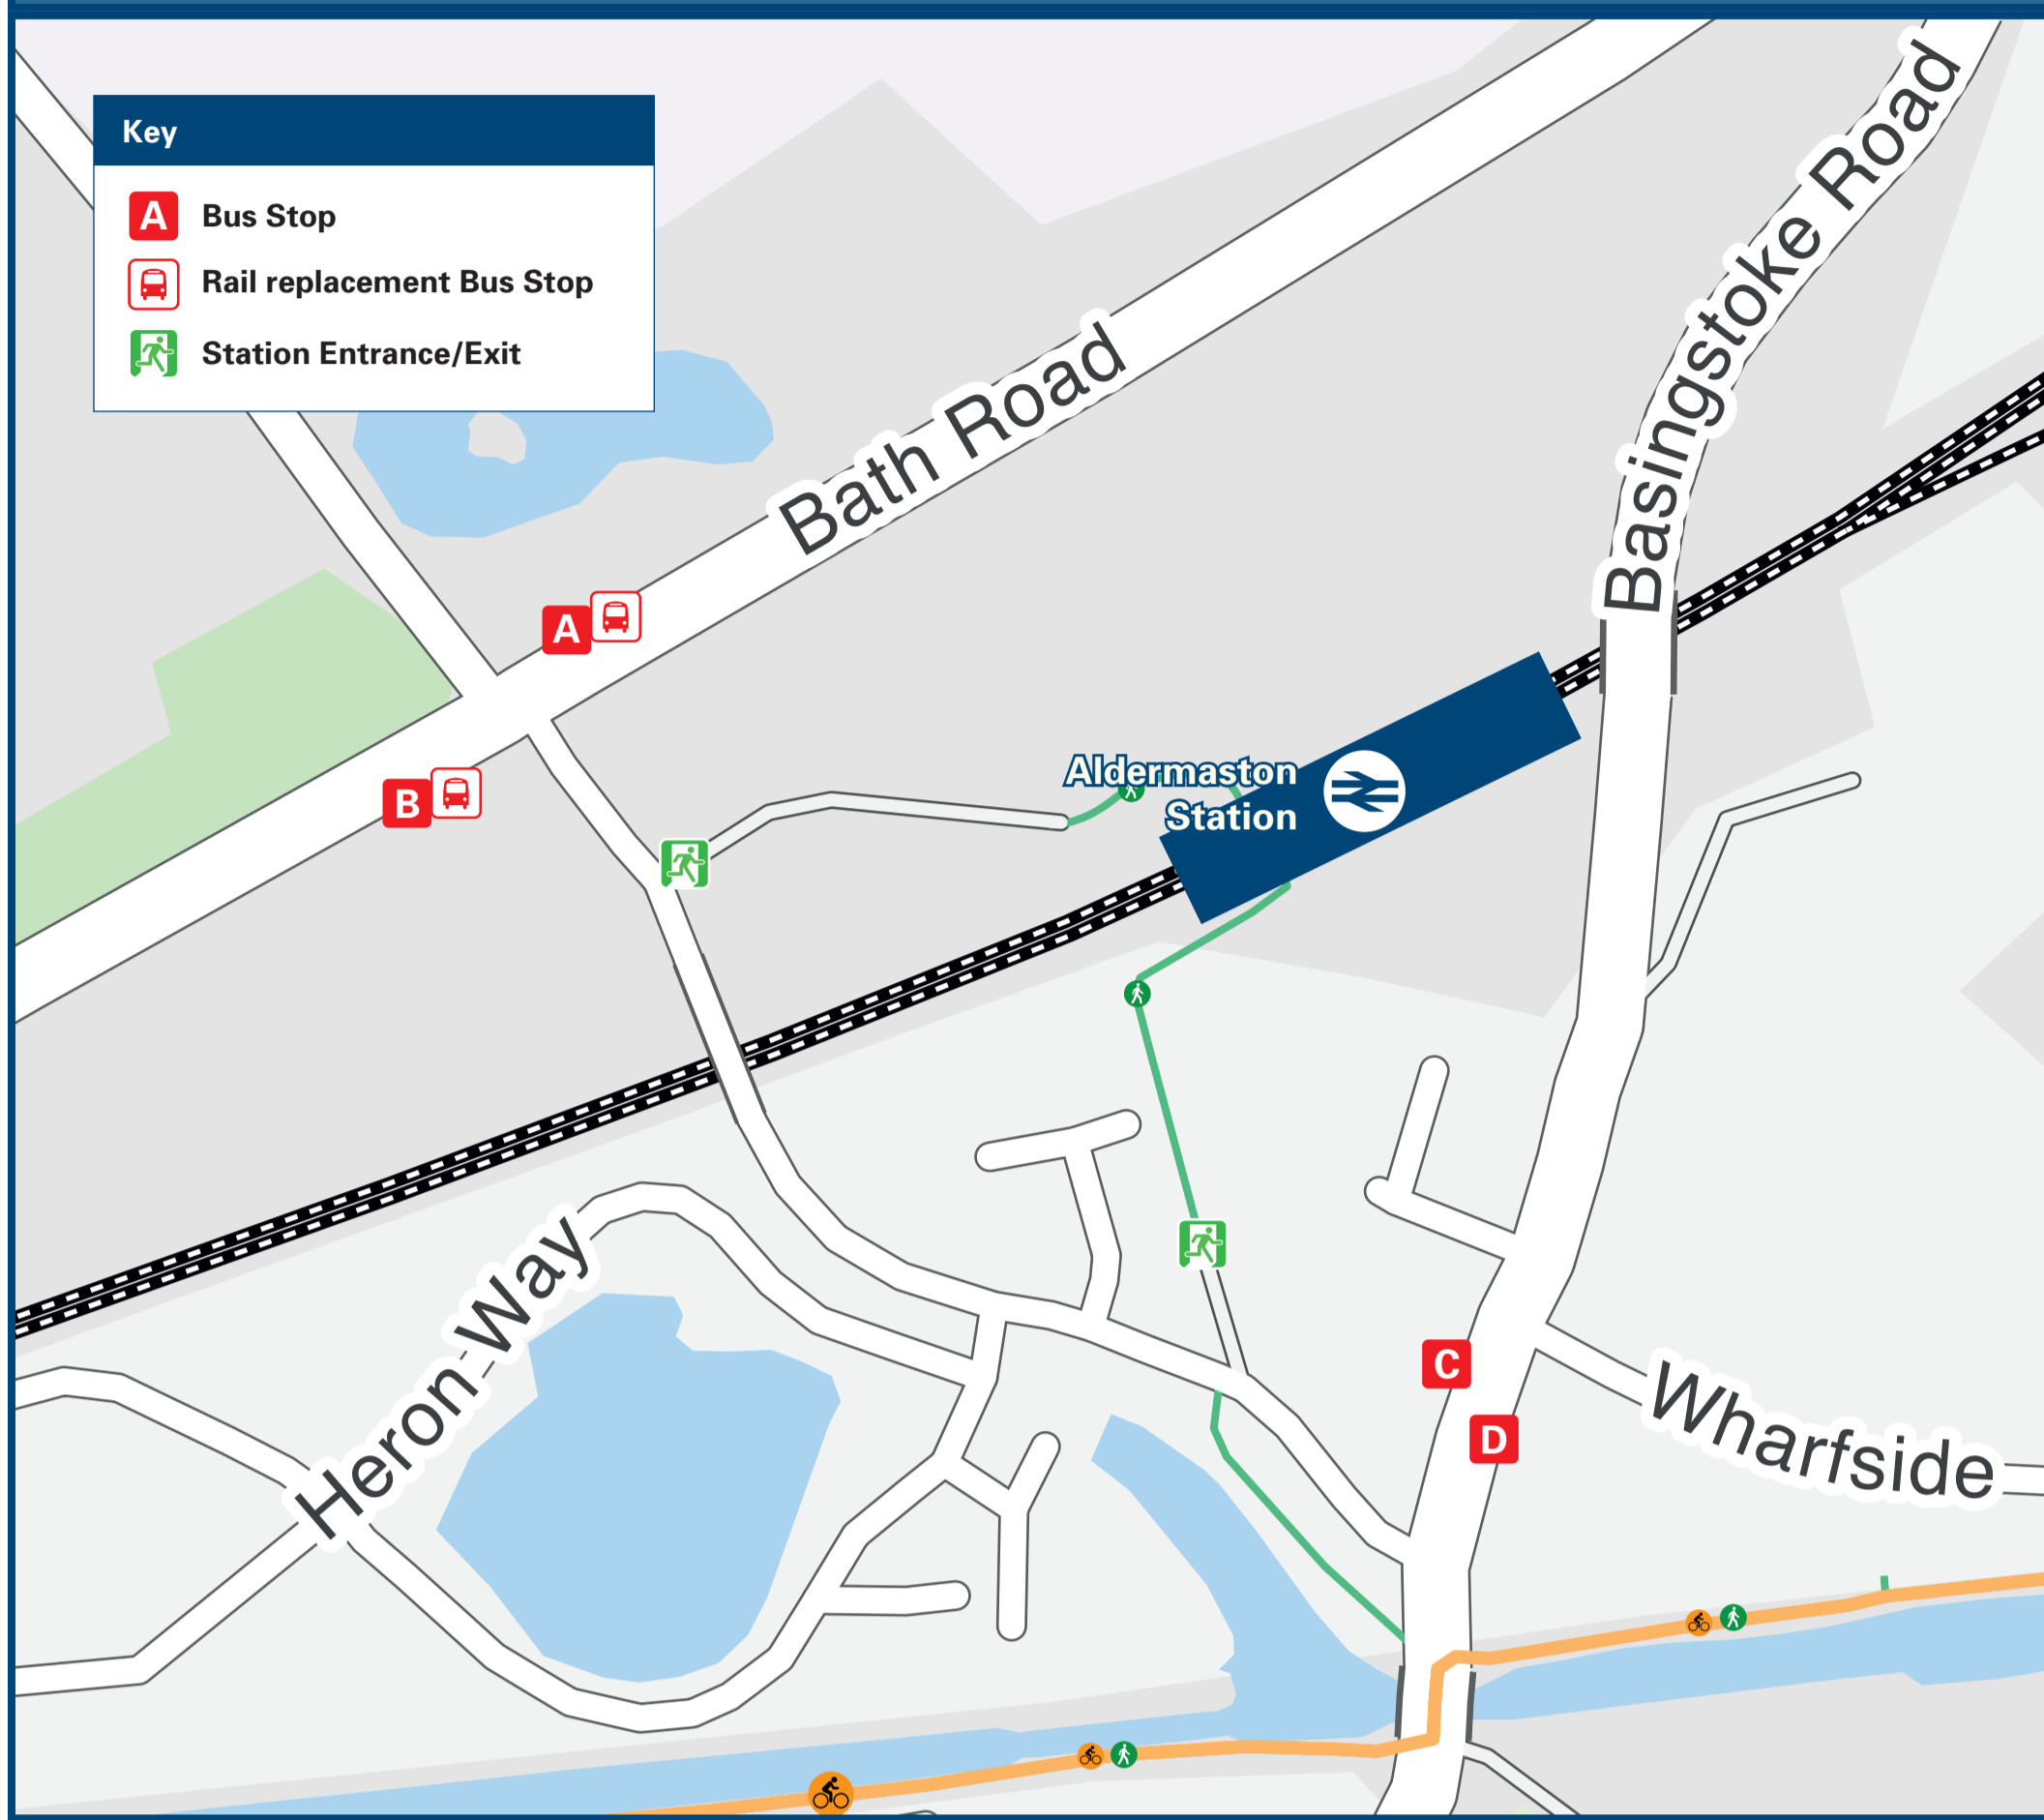 Key
A
Bus Stop
Rail replacement Bus Stop
Station Entrance/Exit
Basingstoke Road
Bath Road
A
B
Aldermaston
Station
Heron Way
C
D
Wharfside